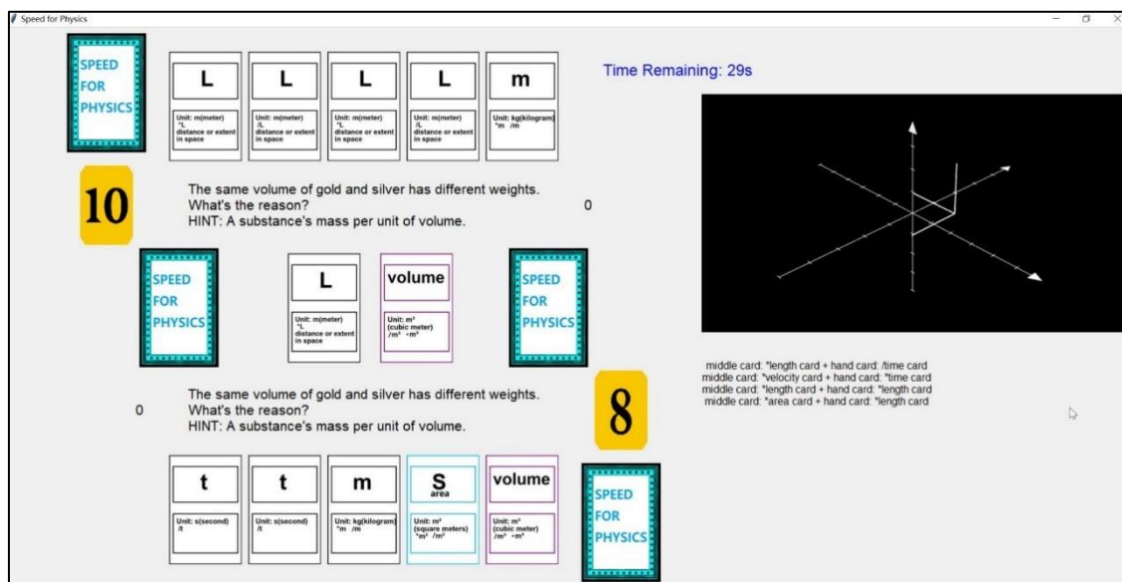 Speed for Physics
SPEED
FOR
PHYSICS
L
Unit: m(meter)
*L
distance or extent
in space
L
Unit: m(meter)
/L
distance or extent
in space
L
Unit: m(meter)
*L
distance or extent
in space
L
Unit: m(meter)
/L
distance or extent
in space
m
Unit: kg(kilogram)
*m /m
Time Remaining: 29s
10
The same volume of gold and silver has different weights.
What's the reason?
HINT: A substance's mass per unit of volume.
0
SPEED
FOR
PHYSICS
L
Unit: m(meter)
*L
distance or extent
in space
volume
Unit: m³
(cubic meter)
/m³ *m³
SPEED
FOR
PHYSICS
middle card: *length card + hand card: /time card
middle card: *velocity card + hand card: *time card
middle card: *length card + hand card: *length card
middle card: *area card + hand card: *length card
0
The same volume of gold and silver has different weights.
What's the reason?
HINT: A substance's mass per unit of volume.
8
t
Unit: s(second)
/t
t
Unit: s(second)
/t
m
Unit: kg(kilogram)
*m /m
S
area
Unit: m²
(square meters)
*m² /m²
volume
Unit: m³
(cubic meter)
/m³ *m³
SPEED
FOR
PHYSICS